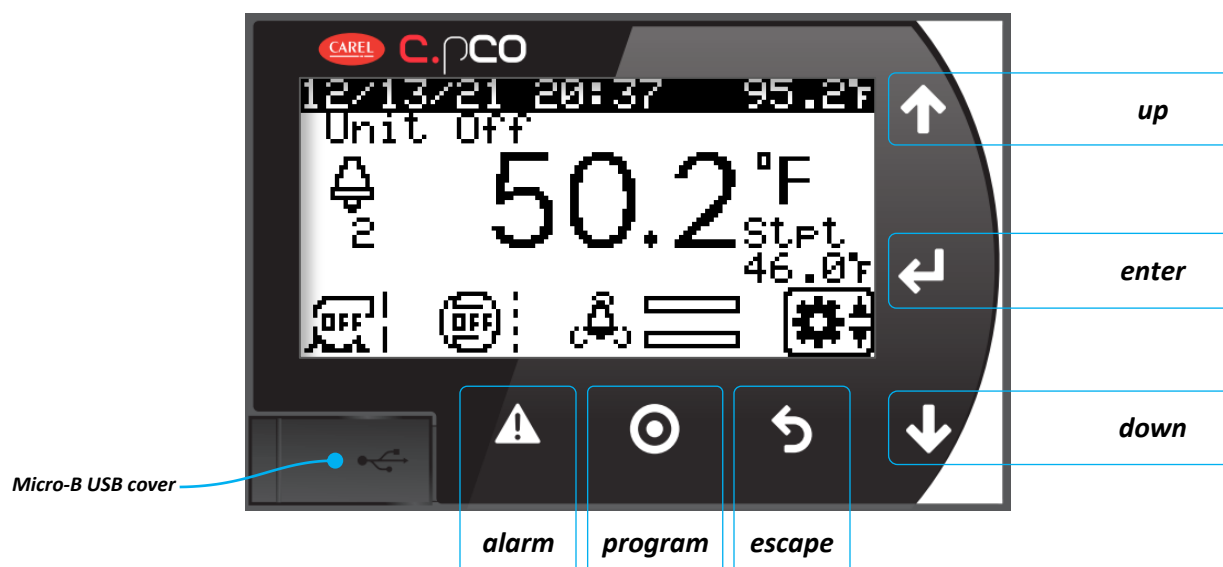 CAREL c.pCO
12/13/21 20:37 95.2°F
Unit Off
50.2 °F
2
Stpt
46.0°F
OFF OFF
up
enter
down
Micro-B USB cover
alarm program escape